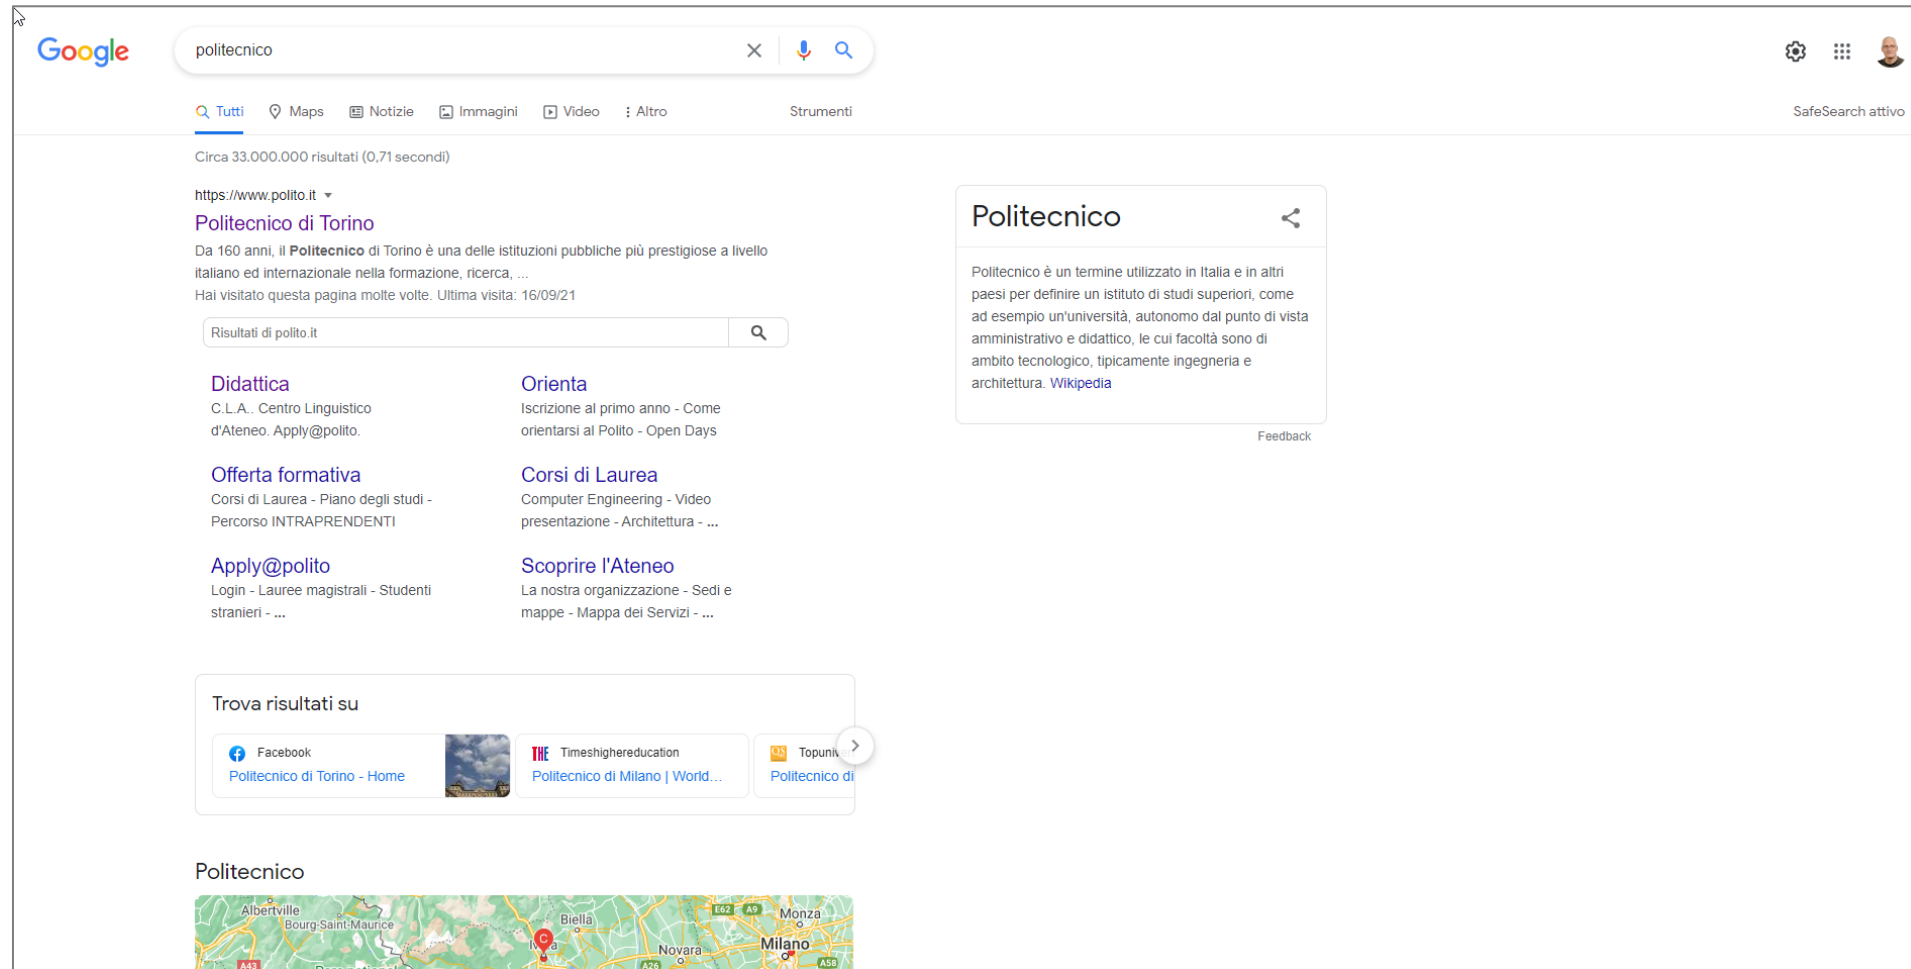 Google
politecnico
Tutti Maps Notizie Immagini Video Altro Strumenti SafeSearch attivo
Circa 33.000.000 risultati (0,71 secondi)
https://www.polito.it
Politecnico di Torino
Da 160 anni, il Politecnico di Torino è una delle istituzioni pubbliche più prestigiose a livello
italiano ed internazionale nella formazione, ricerca, ...
Hai visitato questa pagina molte volte. Ultima visita: 16/09/21
Risultati di polito.it
Didattica
C.L.A.. Centro Linguistico
d'Ateneo. Apply@polito.
Orienta
Iscrizione al primo anno - Come
orientarsi al Polito - Open Days
Offerta formativa
Corsi di Laurea - Piano degli studi -
Percorso INTRAPRENDENTI
Corsi di Laurea
Computer Engineering - Video
presentazione - Architettura - ...
Apply@polito
Login - Lauree magistrali - Studenti
stranieri - ...
Scoprire l'Ateneo
La nostra organizzazione - Sedi e
mappe - Mappa dei Servizi - ...
Trova risultati su
Facebook
Politecnico di Torino - Home
THE Timeshighereducation
Politecnico di Milano | World...
QS
Politecnico di
Politecnico
Albertville
Bourg-Saint-Maurice
Biella
E62 A9
Monza
C
Novara
Milano
A43
A26
A58
Politecnico
Politecnico è un termine utilizzato in Italia e in altri
paesi per definire un istituto di studi superiori, come
ad esempio un'università, autonomo dal punto di vista
amministrativo e didattico, le cui facoltà sono di
ambito tecnologico, tipicamente ingegneria e
architettura. Wikipedia
Feedback